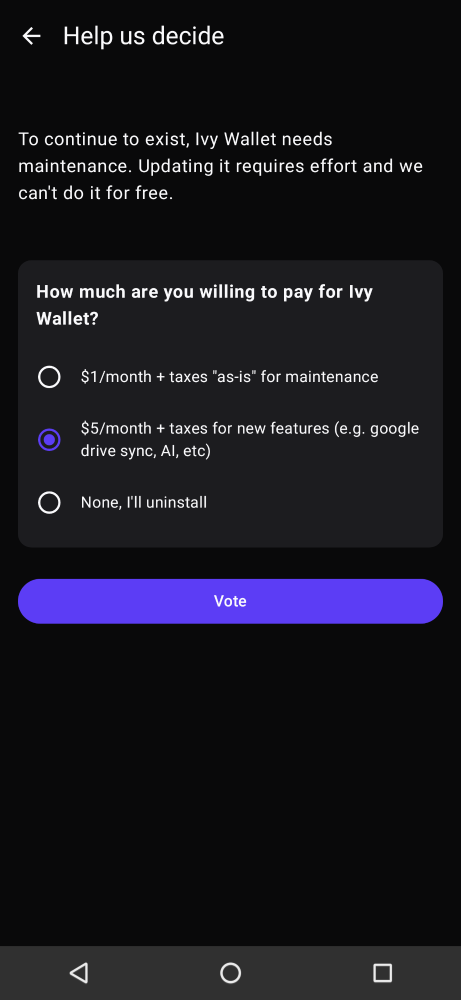 Help us decide
To continue to exist, Ivy Wallet needs
maintenance. Updating it requires effort and we
can't do it for free.
How much are you willing to pay for Ivy
Wallet?
$1/month + taxes "as-is" for maintenance
$5/month + taxes for new features (e.g. google
drive sync, AI, etc)
None, I'll uninstall
Vote